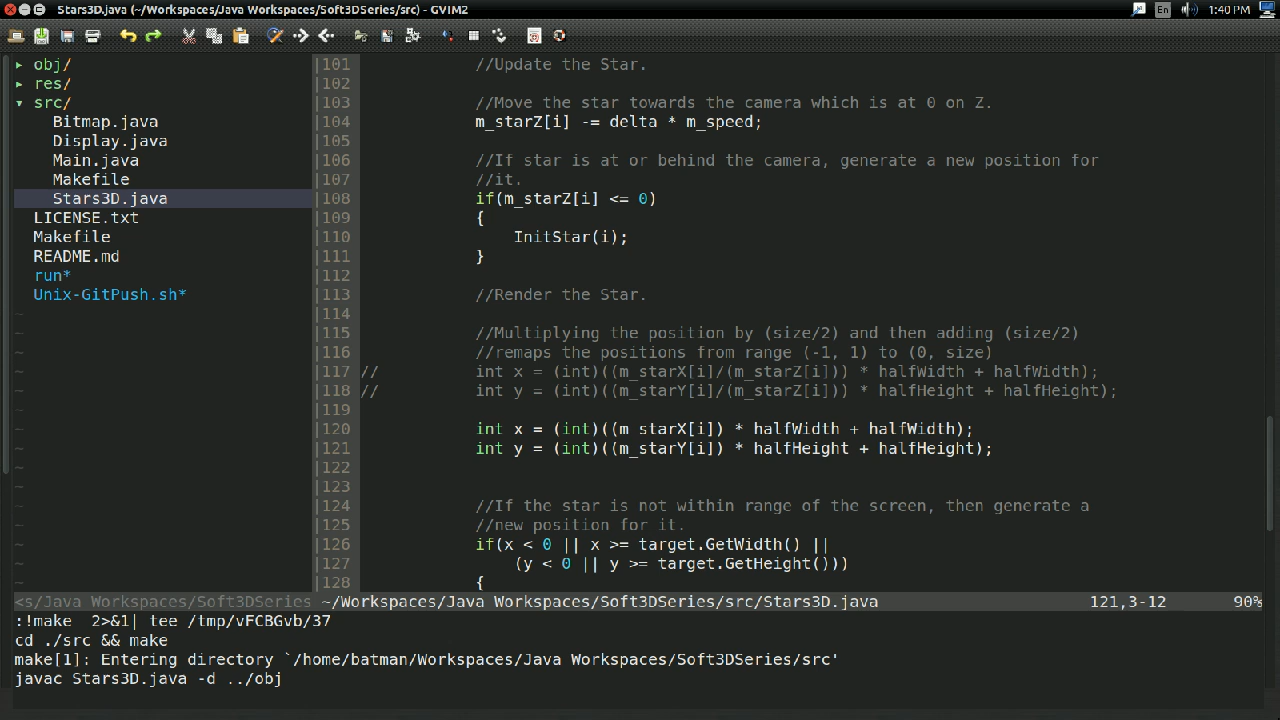 Stars3D.java (~/Workspaces/Java Workspaces/Soft3DSeries/src) - GVIM2
En
1:40 PM
▸ obj/
▸ res/
▾ src/
Bitmap.java
Display.java
Main.java
Makefile
Stars3D.java
LICENSE.txt
Makefile
README.md
run*
Unix-GitPush.sh*
|101 //Update the Star.
|102
|103 //Move the star towards the camera which is at 0 on Z.
|104 m_starZ[i] -= delta * m_speed;
|105
|106 //If star is at or behind the camera, generate a new position for
|107 //it.
|108 if(m_starZ[i] <= 0)
|109 {
|110 InitStar(i);
|111 }
|112
|113 //Render the Star.
|114
|115 //Multiplying the position by (size/2) and then adding (size/2)
|116 //remaps the positions from range (-1, 1) to (0, size)
|117 // int x = (int)((m_starX[i]/(m_starZ[i])) * halfWidth + halfWidth);
|118 // int y = (int)((m_starY[i]/(m_starZ[i])) * halfHeight + halfHeight);
|119
|120 int x = (int)((m_starX[i]) * halfWidth + halfWidth);
|121 int y = (int)((m_starY[i]) * halfHeight + halfHeight);
|122
|123
|124 //If the star is not within range of the screen, then generate a
|125 //new position for it.
|126 if(x < 0 || x >= target.GetWidth() ||
|127 (y < 0 || y >= target.GetHeight()))
|128 {
<s/Java Workspaces/Soft3DSeries ~/Workspaces/Java Workspaces/Soft3DSeries/src/Stars3D.java 121,3-12 90%
:!make  2>&1| tee /tmp/vFCBGvb/37
cd ./src && make
make[1]: Entering directory `/home/batman/Workspaces/Java Workspaces/Soft3DSeries/src'
javac Stars3D.java -d ../obj